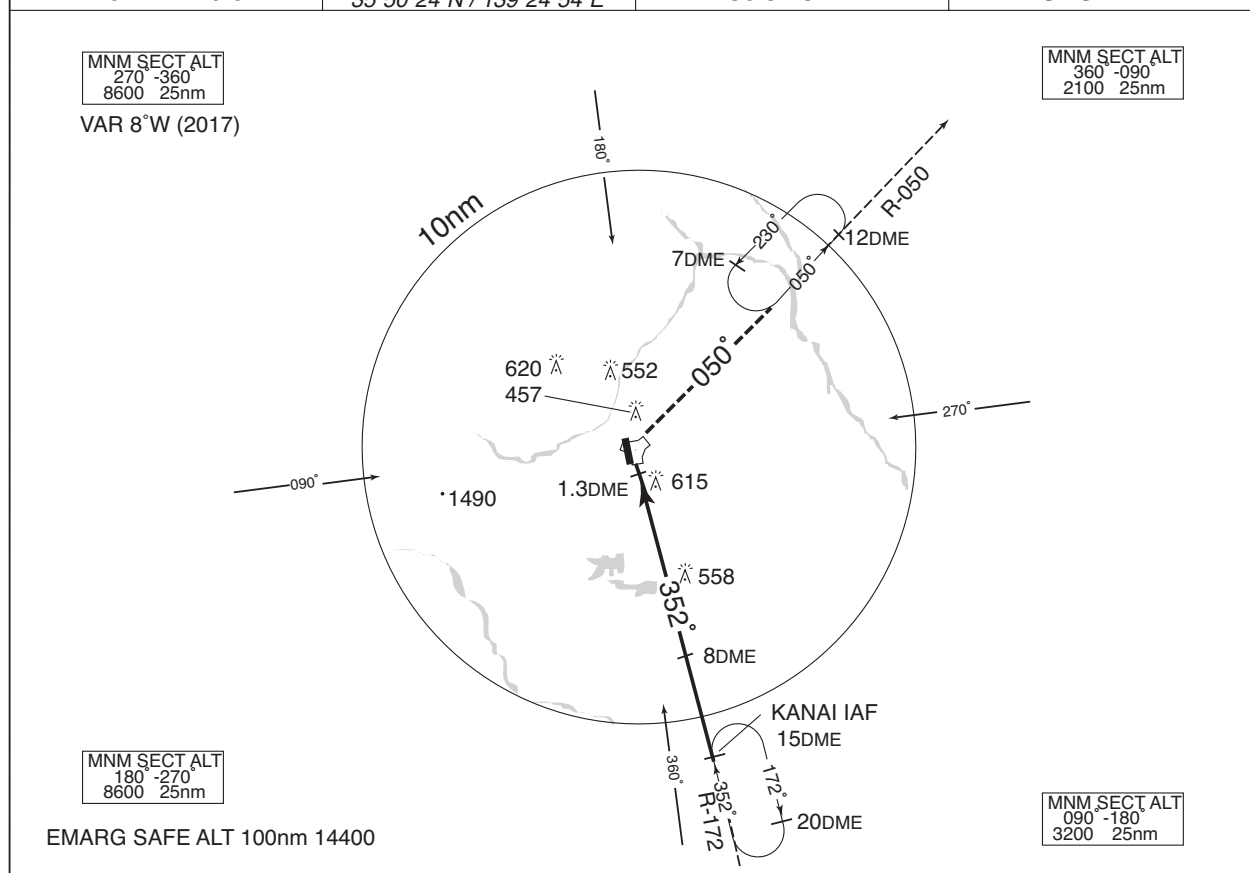 35 50 24 N / 139 24 54 E
MNM SECT ALT
270° -360°
8600 25nm
VAR 8°W (2017)
MNM SECT ALT
360° -090°
2100 25nm
180°
10nm
R-050
230°
12DME
7DME
050°
050°
620
552
457
270°
090°
1.3DME
615
1490
558
352°
8DME
KANAI IAF
15DME
360°
352°
172°
R-172
20DME
MNM SECT ALT
180° -270°
8600 25nm
EMARG SAFE ALT 100nm 14400
MNM SECT ALT
090° -180°
3200 25nm